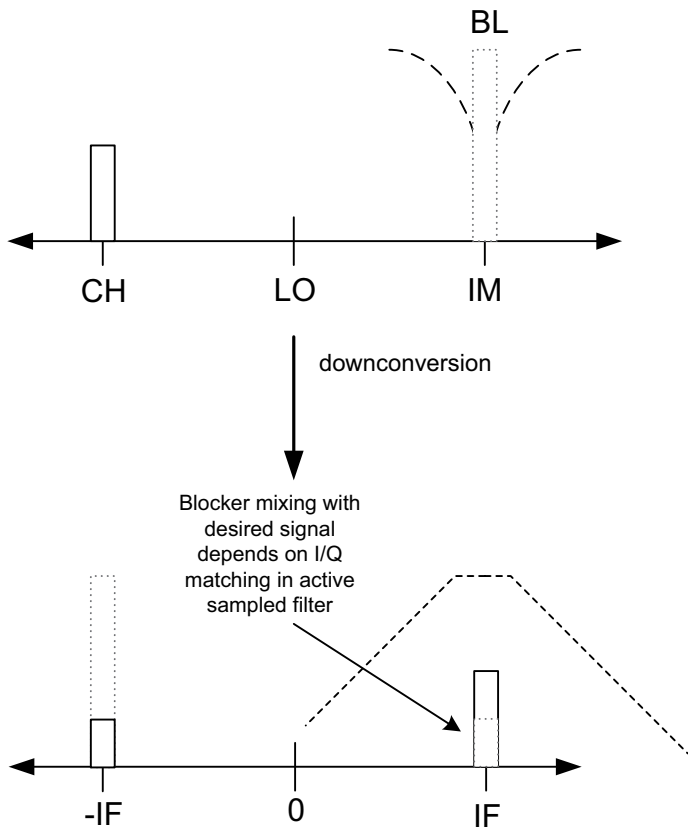 BL
CH
LO
IM
downconversion
Blocker mixing with
desired signal
depends on I/Q
matching in active
sampled filter
-IF
0
IF